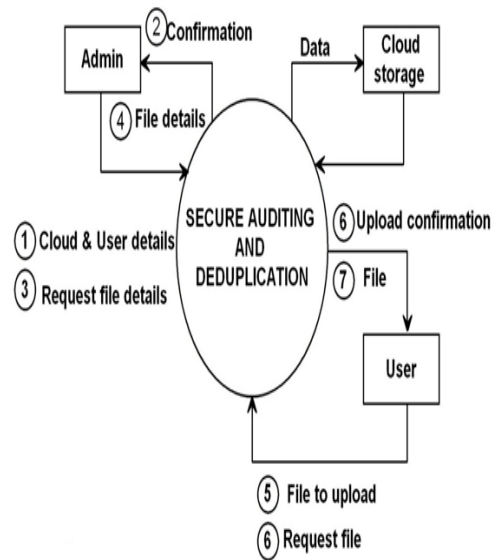 ② Confirmation
Admin
④ File details
Data
Cloud
storage
SECURE AUDITING
AND
DEDUPLICATION
① Cloud & User details
③ Request file details
⑥ Upload confirmation
⑦ File
User
⑤ File to upload
⑥ Request file